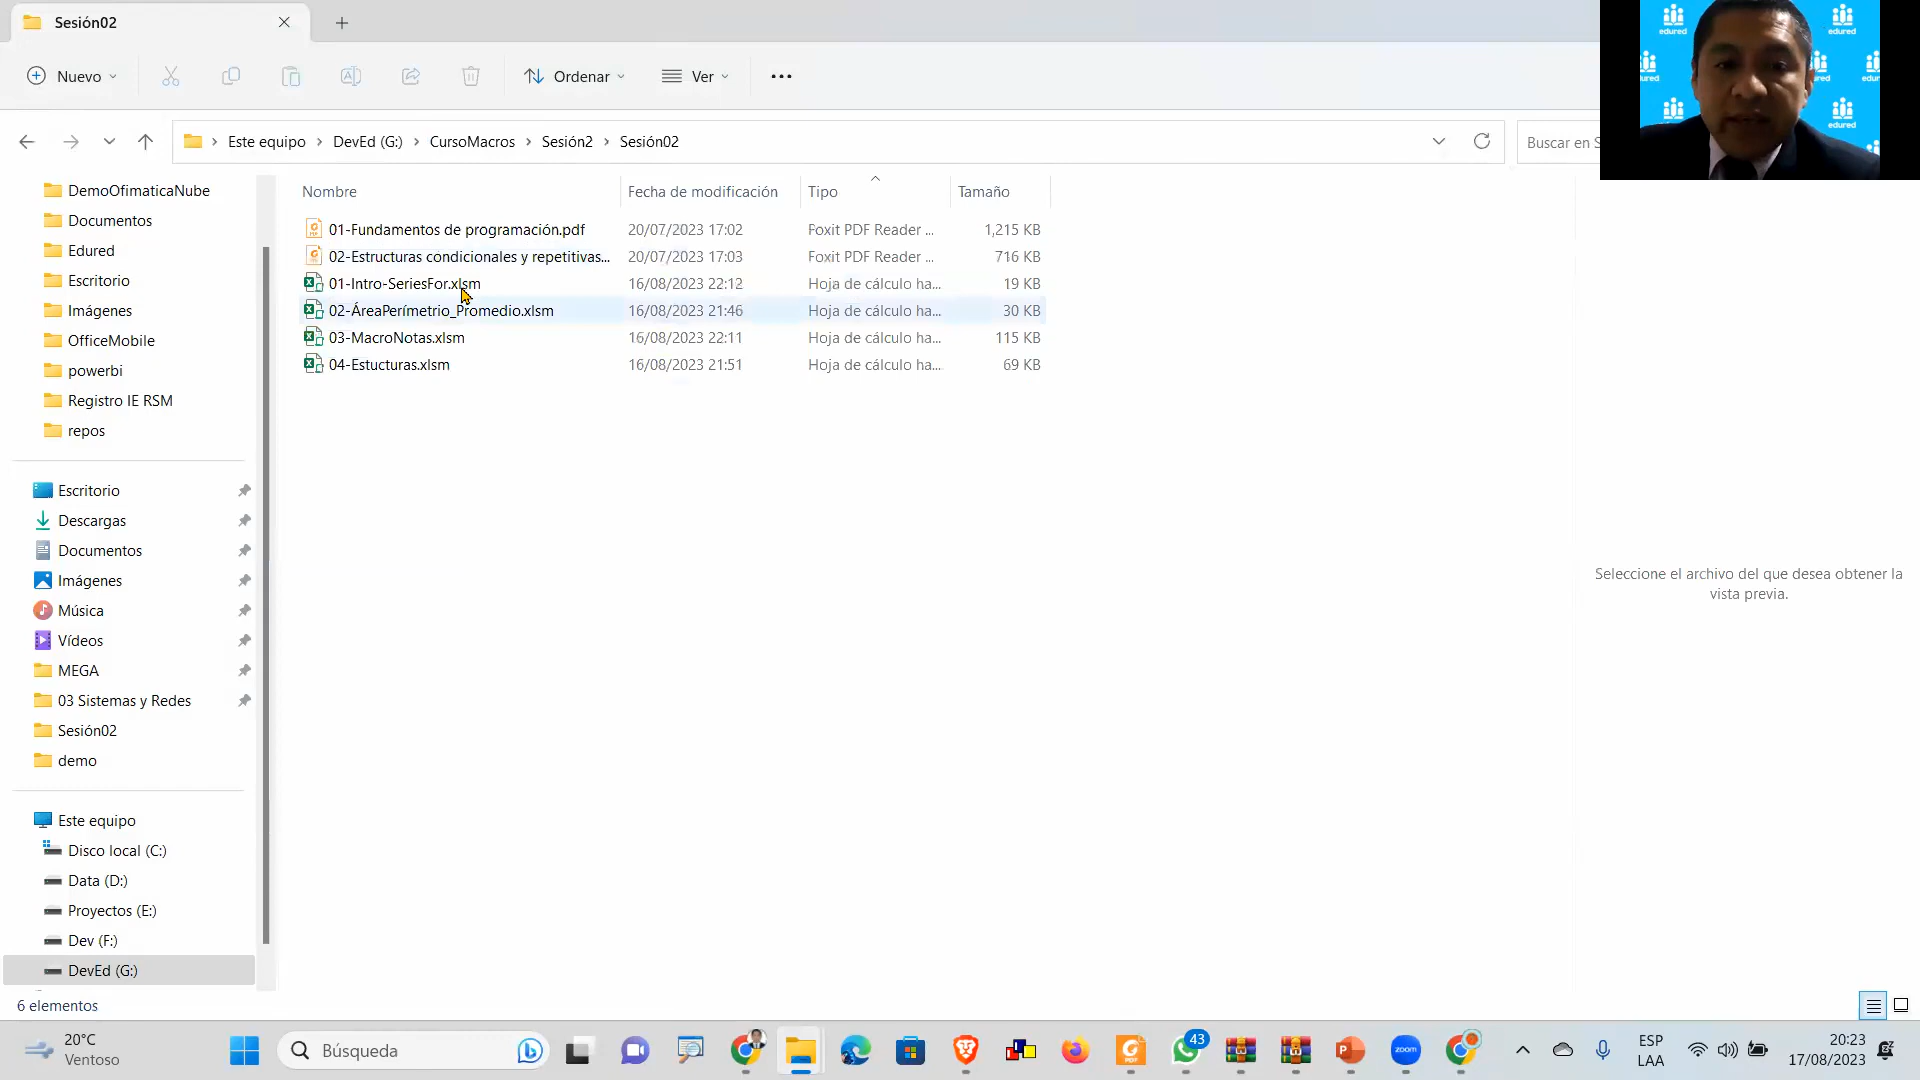 Sesión02
edured
edured
Nuevo
Ordenar
Ver
Este equipo
DevEd (G:)
CursoMacros
Sesión2
Sesión02
Buscar en S
edured
edured
DemoOfimaticaNube
Documentos
Edured
Escritorio
Imágenes
OfficeMobile
powerbi
Registro IE RSM
repos
Escritorio
Descargas
Documentos
Imágenes
Música
Vídeos
MEGA
03 Sistemas y Redes
Sesión02
demo
Este equipo
Disco local (C:)
Data (D:)
Proyectos (E:)
Dev (F:)
DevEd (G:)
Nombre Fecha de modificación Tipo Tamaño
01-Fundamentos de programación.pdf 20/07/2023 17:02 Foxit PDF Reader ... 1,215 KB
02-Estructuras condicionales y repetitivas... 20/07/2023 17:03 Foxit PDF Reader ... 716 KB
01-Intro-SeriesFor.xlsm 16/08/2023 22:12 Hoja de cálculo ha... 19 KB
02-ÁreaPerímetrio_Promedio.xlsm 16/08/2023 21:46 Hoja de cálculo ha... 30 KB
03-MacroNotas.xlsm 16/08/2023 22:11 Hoja de cálculo ha... 115 KB
04-Estucturas.xlsm 16/08/2023 21:51 Hoja de cálculo ha... 69 KB
Seleccione el archivo del que desea obtener la
vista previa.
6 elementos
20°C
Ventoso
Búsqueda
43
zoom
ESP
LAA
20:23
17/08/2023